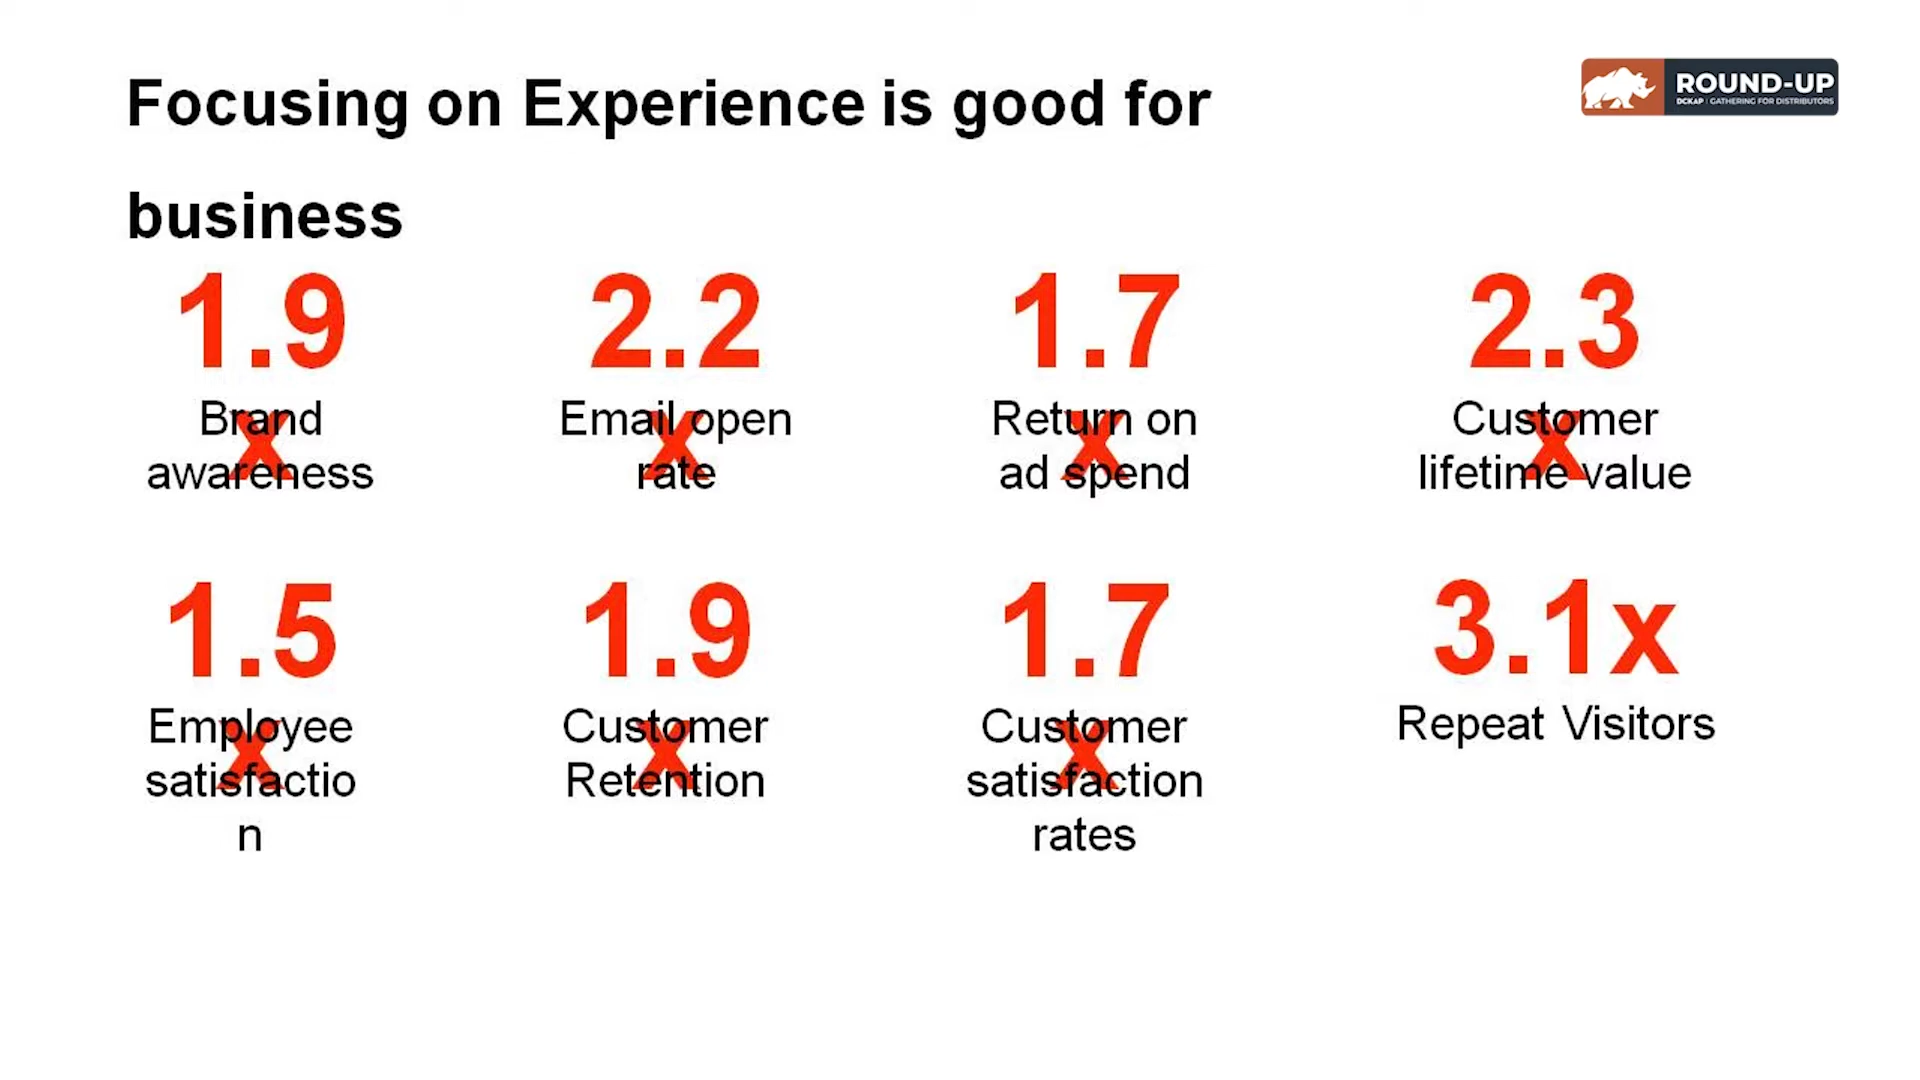 Focusing on Experience is good for
business
ROUND-UP
DCKAP | GATHERING FOR DISTRIBUTORS
1.9
x
Brand
awareness
2.2
x
Email open
rate
1.7
x
Return on
ad spend
2.3
x
Customer
lifetime value
1.5
x
Employee
satisfactio
n
1.9
x
Customer
Retention
1.7
x
Customer
satisfaction
rates
3.1x
Repeat Visitors